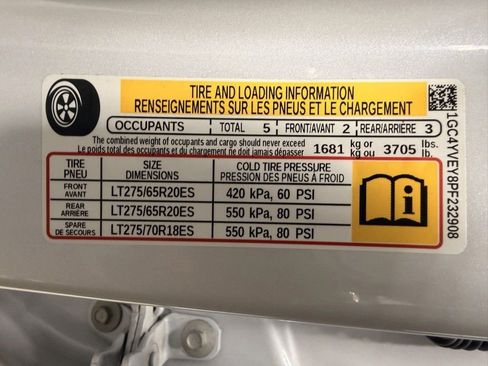 TIRE AND LOADING INFORMATION
RENSEIGNEMENTS SUR LES PNEUS ET LE CHARGEMENT
OCCUPANTS TOTAL 5 FRONT/AVANT 2 REAR/ARRIÈRE 3
The combined weight of occupants and cargo should never exceed 1681 kg or 3705 lbs.
Le poids total des occupants et du chargement ne doit jamais dépasser kg ou lb.
TIRE SIZE COLD TIRE PRESSURE
PNEU DIMENSIONS PRESSION DES PNEUS À FROID
FRONT AVANT LT275/65R20ES 420 kPa, 60 PSI
REAR ARRIÈRE LT275/65R20ES 550 kPa, 80 PSI
SPARE DE SECOURS LT275/70R18ES 550 kPa, 80 PSI
1GC4YVEY8PF232908